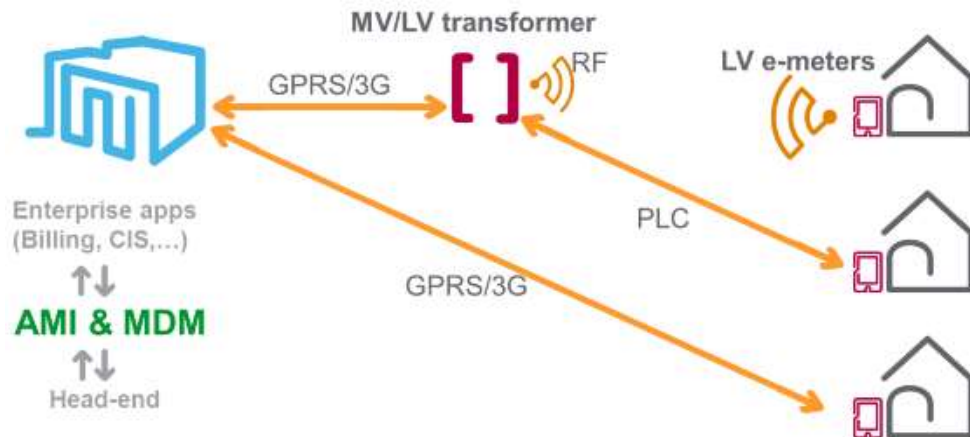 MV/LV transformer
RF
LV e-meters
GPRS/3G
Enterprise apps
(Billing, CIS,...)
PLC
GPRS/3G
AMI & MDM
Head-end